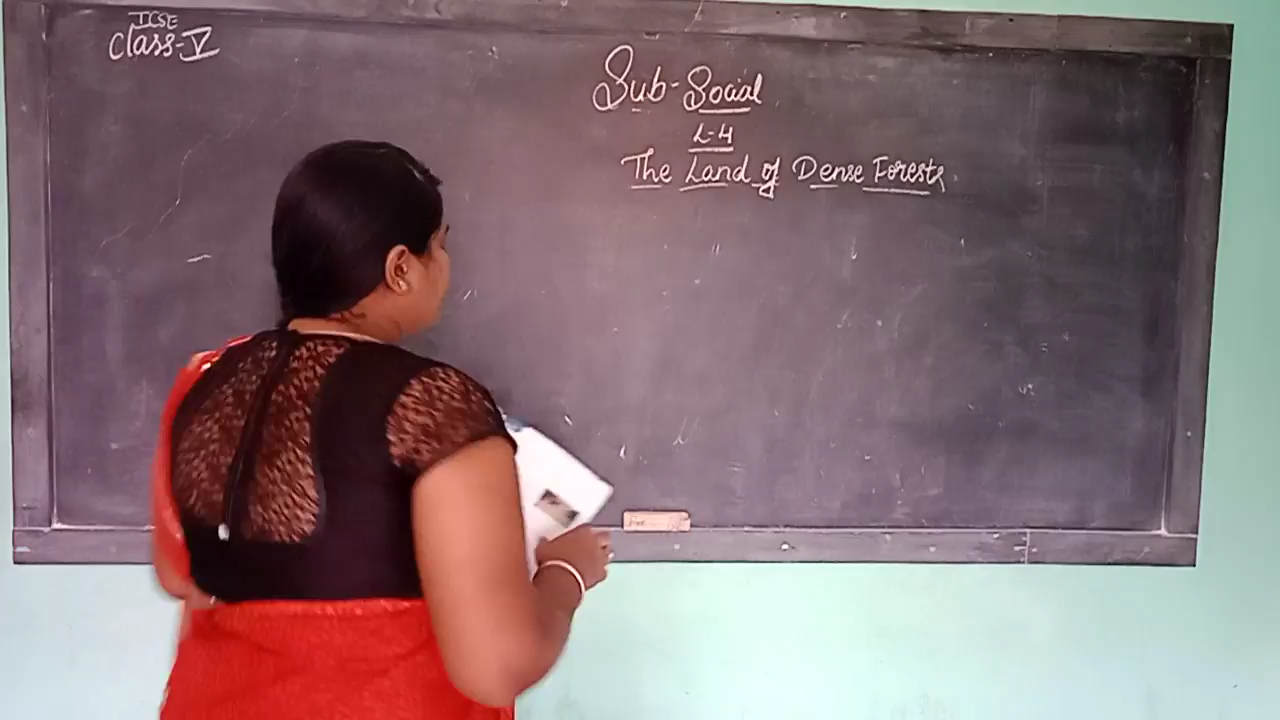 ICSE
Class-V
Sub-Social
L-4
The Land of Dense Forests